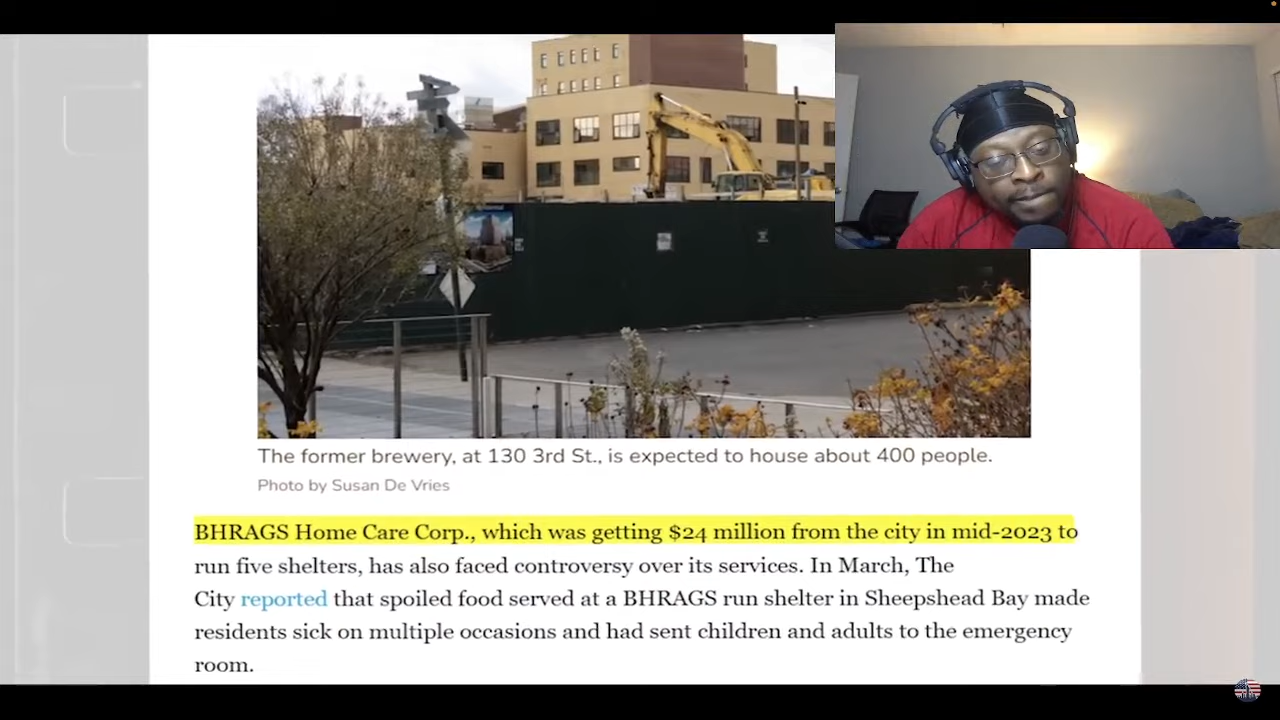 The former brewery, at 130 3rd St., is expected to house about 400 people.
Photo by Susan De Vries
BHRAGS Home Care Corp., which was getting $24 million from the city in mid-2023 to
run five shelters, has also faced controversy over its services. In March, The
City reported that spoiled food served at a BHRAGS run shelter in Sheepshead Bay made
residents sick on multiple occasions and had sent children and adults to the emergency
room.